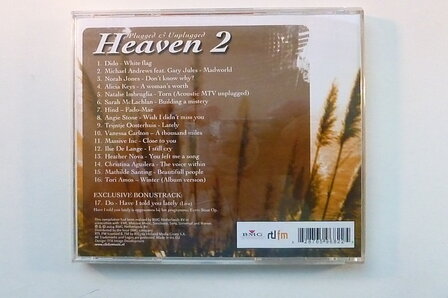 Plugged & Unplugged
Heaven 2
1. Dido - White flag
2. Michael Andrews feat. Gary Jules - Madworld
3. Norah Jones - Don't know why?
4. Alicia Keys - A woman's worth
5. Natalie Imbruglia - Torn (Acoustic MTV unplugged)
6. Sarah McLachlan - Building a mistery
7. Hind - Fado-Mae
8. Angie Stone - Wish I didn't miss you
9. Trijntje Oosterhuis - Lately
10. Vanessa Carlton - A thousand miles
11. Massive Inc - Close to you
12. Ilse De Lange - I still cry
13. Heather Nova - You left me a song
14. Christina Aguilera - The voice within
15. Mathilde Santing - Beautiful people
16. Tori Amos - Winter (Album version)
EXCLUSIVE BONUSTRACK:
17. Do - Have I told you lately (Live)
BMG
rtl fm